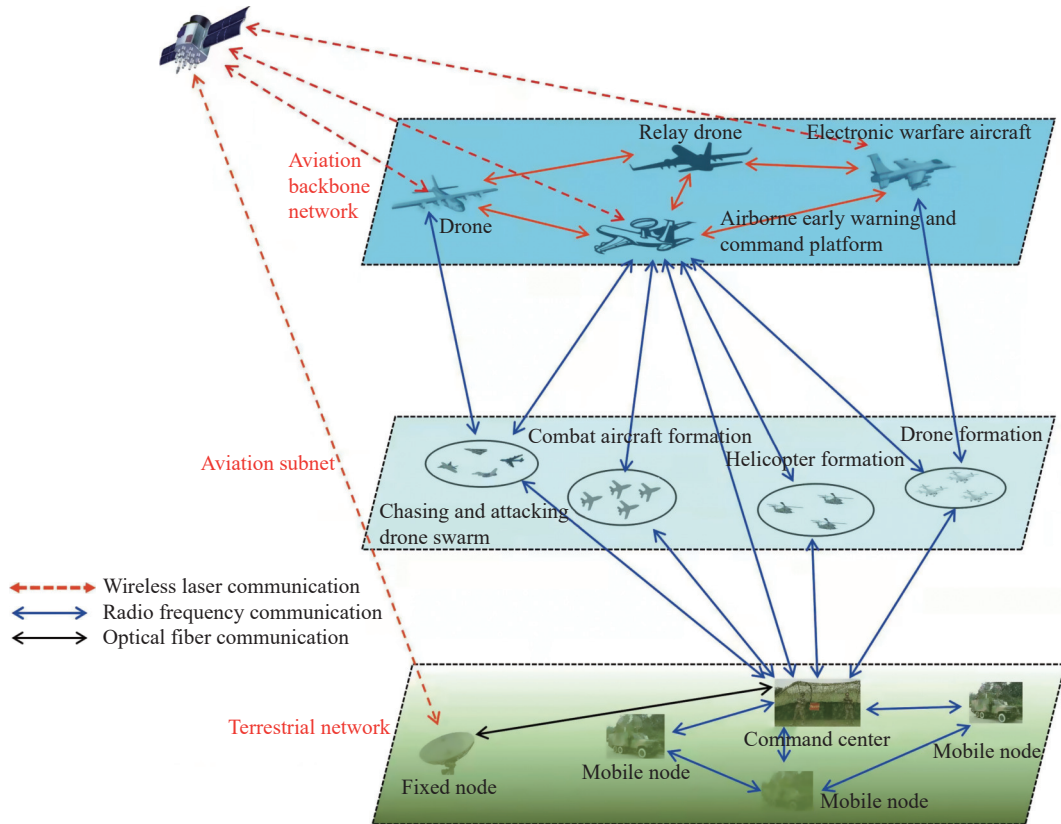 Relay drone
Electronic warfare aircraft
Aviation
backbone
network
Drone
Airborne early warning and
command platform
Combat aircraft formation
Drone formation
Helicopter formation
Aviation subnet
Chasing and attacking
drone swarm
Wireless laser communication
Radio frequency communication
Optical fiber communication
Terrestrial network
Command center
Mobile node
Mobile node
Fixed node
Mobile node